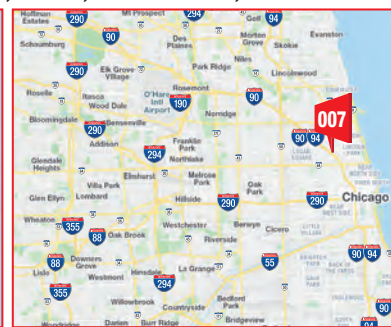 Hoffman
Estates
Mt Prospect
294
Golf
94
290
90
Des
Plaines
Morton
Grove
Evanston
Schaumburg
Skokie
Niles
290
Elk Grove
Village
Park Ridge
Lincolnwood
Rosemont
Roselle
Itasca
O'Hare
Intl
Airport
190
90
Wood Dale
Norridge
007
Bloomingdale
Bensenville
290
90 94
Addison
Franklin
Park
294
Northlake
Glendale
Heights
Elmhurst
Melrose
Park
Oak
Park
Villa Park
Glen Ellyn
Lombard
Hillside
290
290
Chicago
Wheaton
355
Westchester
Berwyn
Cicero
88
Oak Brook
Riverside
90 94
88
Downers
Grove
La Grange
55
Lisle
Westmont
Hinsdale
294
355
Willowbrook
Bedford
Park
Countryside
90
Woodridge
Darien
Burr Ridge
Bridgeview
94